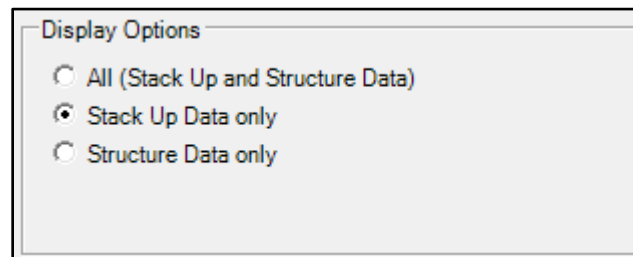 Display Options
All (Stack Up and Structure Data)
Stack Up Data only
Structure Data only